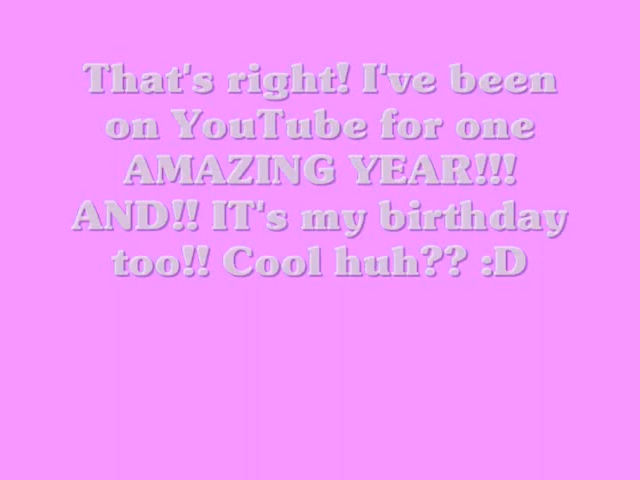 That's right! I've been
on YouTube for one
AMAZING YEAR!!!
AND!! IT's my birthday
too!! Cool huh?? :D